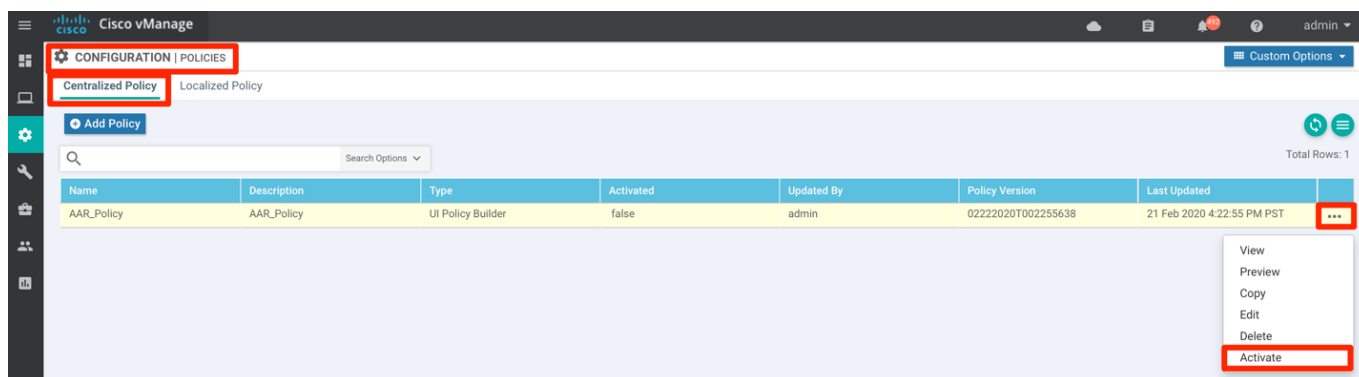 CISCO Cisco vManage 492 admin
CONFIGURATION | POLICIES Custom Options
Centralized Policy Localized Policy
Add Policy
Search Options Total Rows: 1
Name Description Type Activated Updated By Policy Version Last Updated
AAR_Policy AAR_Policy UI Policy Builder false admin 02222020T002255638 21 Feb 2020 4:22:55 PM PST
View
Preview
Copy
Edit
Delete
Activate